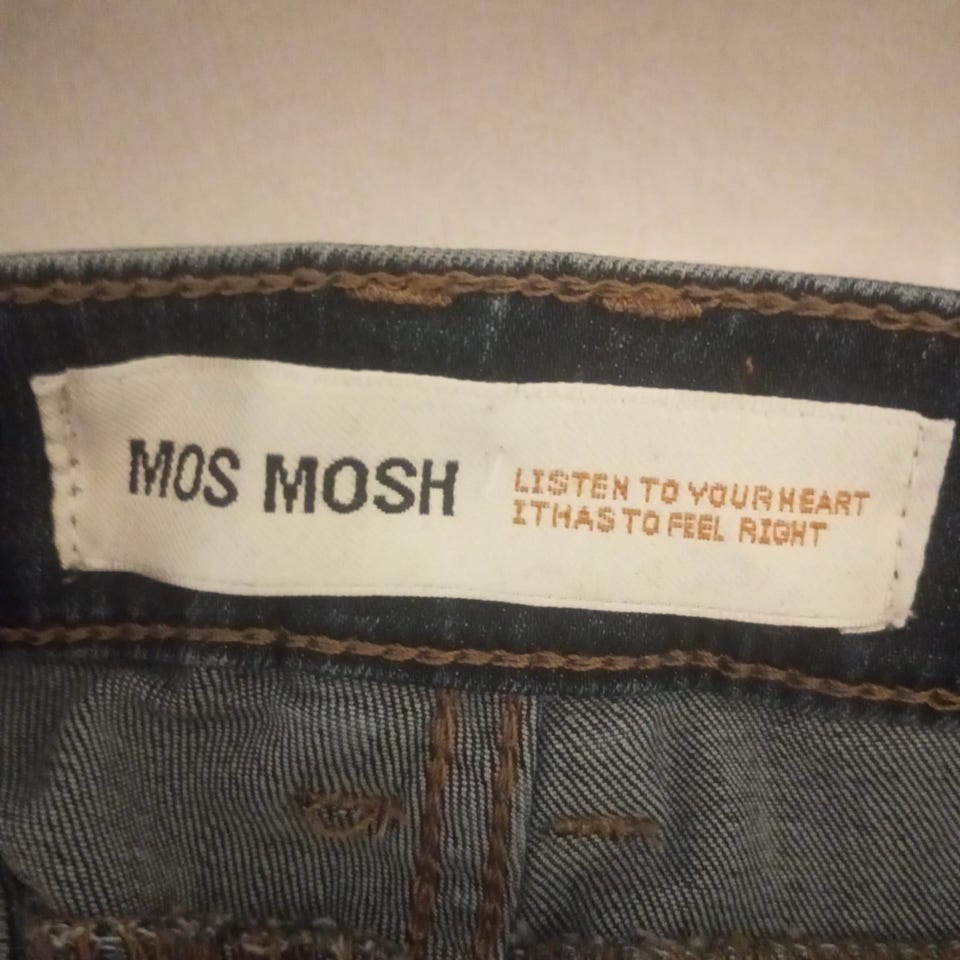 MOS MOSH
LISTEN TO YOUR HEART
IT HAS TO FEEL RIGHT